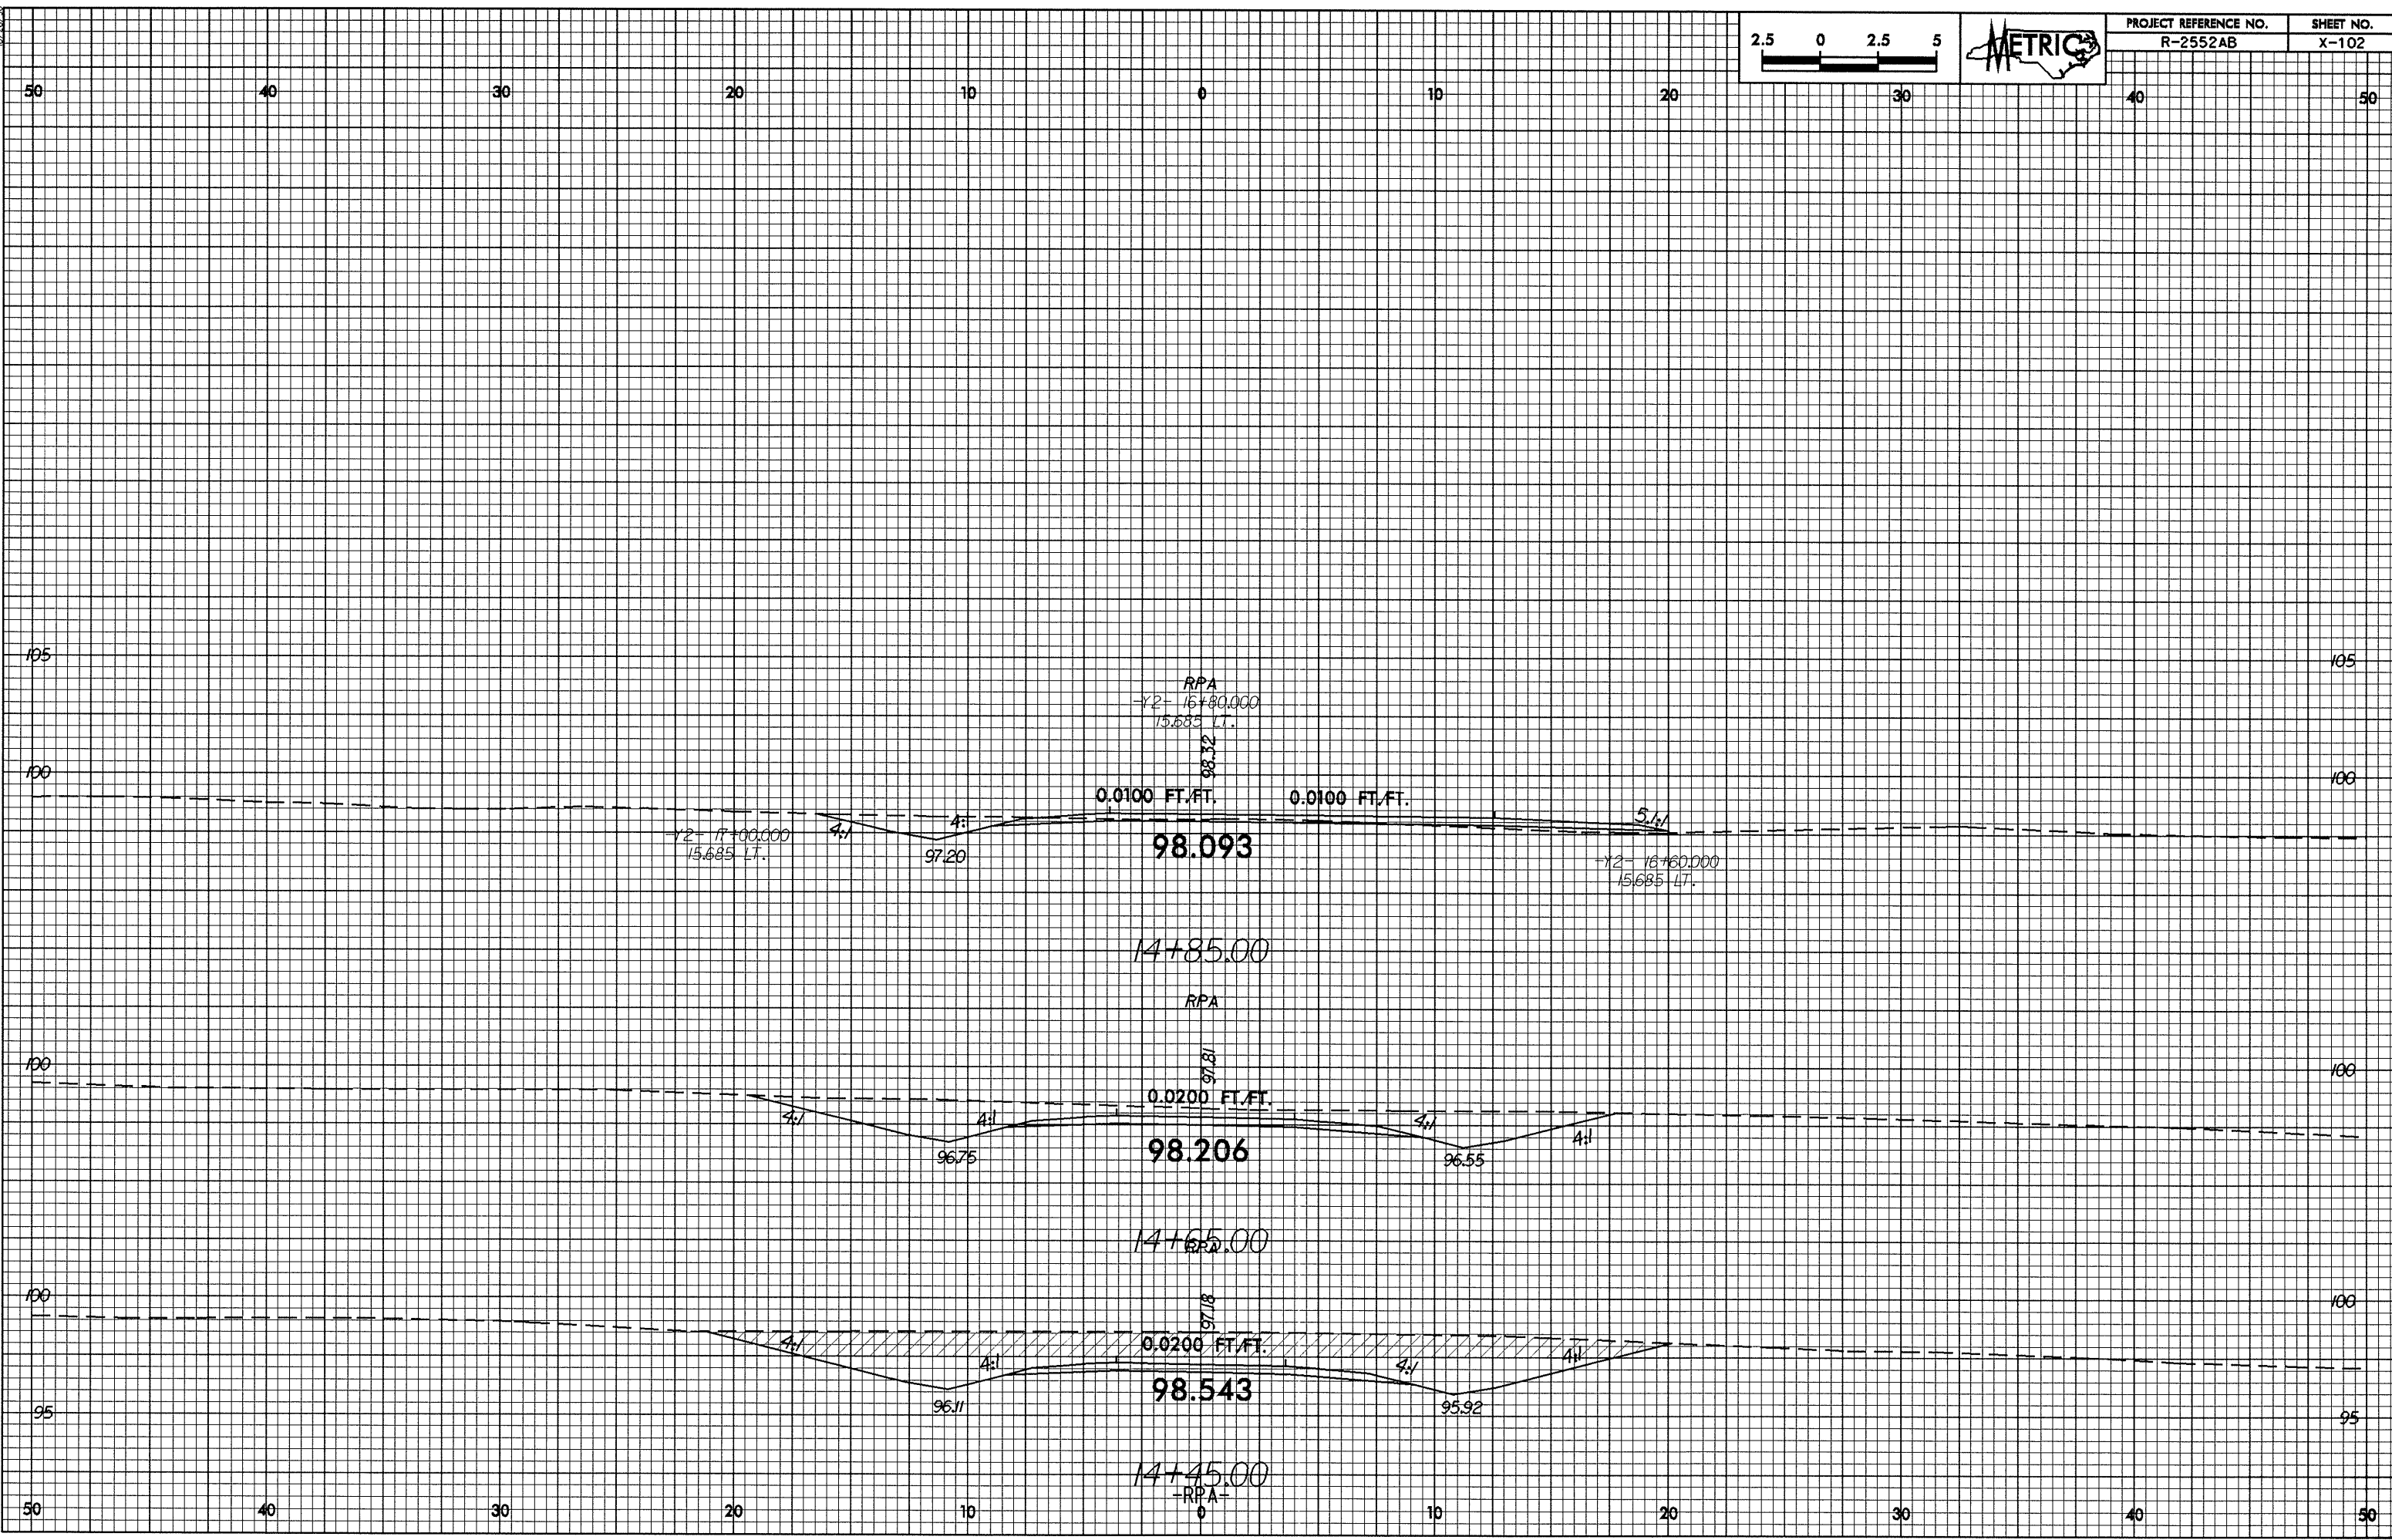 PROJECT REFERENCE NO. SHEET NO.
R-2552AB X-102
METRIC
2.5 0 2.5 5
50 40 30 20 10 0 10 20 30 40 50
105 105
RPA
-Y2- 16+80.000
15.685 LT.
98.32
100 100
0.0100 FT./FT. 0.0100 FT./FT.
4:1 4: 5.1:1
-Y2- 17+00.000
15.685 LT.
97.20
98.093
-Y2- 16+60.000
15.685 LT.
14+85.00
RPA
97.81
100 100
0.0200 FT./FT.
4:1 4:1 4:1 4:1
96.75
98.206
96.55
14+65.00
RPA
97.18
100 100
0.0200 FT./FT.
4:1 4:1 4:1 4:1
96.11
98.543
95.92
95 95
14+45.00
-RPA-
50 40 30 20 10 0 10 20 30 40 50